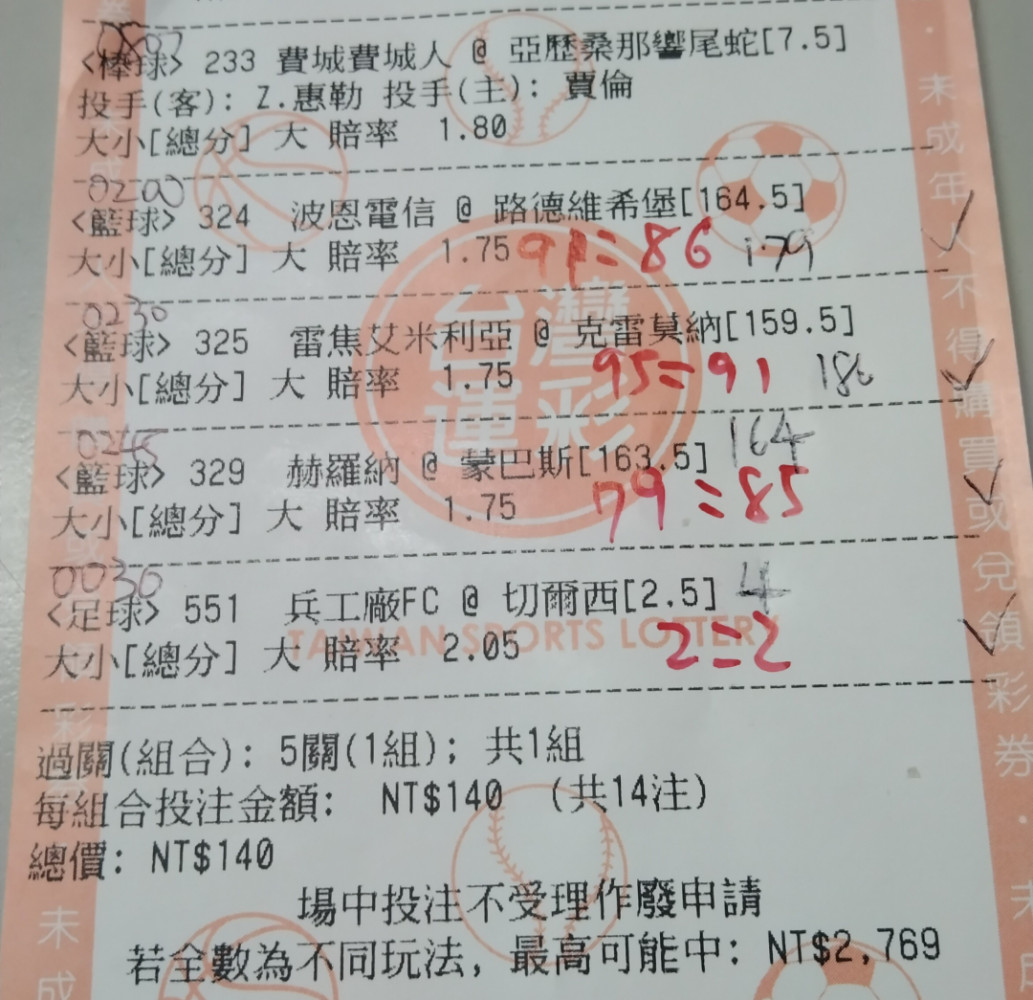 0807
<棒球> 233 費城費城人 @ 亞歷桑那響尾蛇[7.5]
投手(客): Z.惠勒 投手(主): 賈倫
大小[總分] 大 賠率 1.80
0200
<籃球> 324 波恩電信 @ 路德維希堡[164.5]
大小[總分] 大 賠率 1.75 91=86 179
0230
<籃球> 325 雷焦艾米利亞 @ 克雷莫納[159.5]
大小[總分] 大 賠率 1.75 95=91 186
0245
<籃球> 329 赫羅納 @ 蒙巴斯[163.5] 164
大小[總分] 大 賠率 1.75 79=85
0030
<足球> 551 兵工廠FC @ 切爾西[2.5] 4
大小[總分] 大 賠率 2.05 2=2
台灣運彩
TAIWAN SPORTS LOTTERY
過關(組合): 5關(1組); 共1組
每組合投注金額: NT$140 (共14注)
總價: NT$140
場中投注不受理作廢申請
若全數為不同玩法, 最高可能中: NT$2,769
未成年人不得購買或兌領彩券